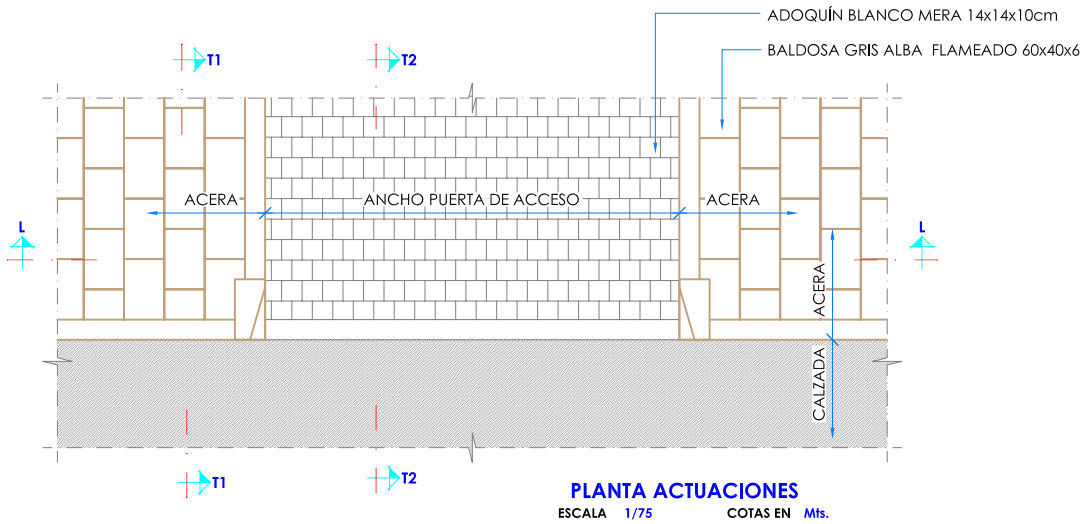 ADOQUÍN BLANCO MERA 14x14x10cm
BALDOSA GRIS ALBA FLAMEADO 60x40x6
T1
T2
ACERA
ANCHO PUERTA DE ACCESO
ACERA
L
L
ACERA
CALZADA
T1
T2
PLANTA ACTUACIONES
ESCALA 1/75 COTAS EN Mts.